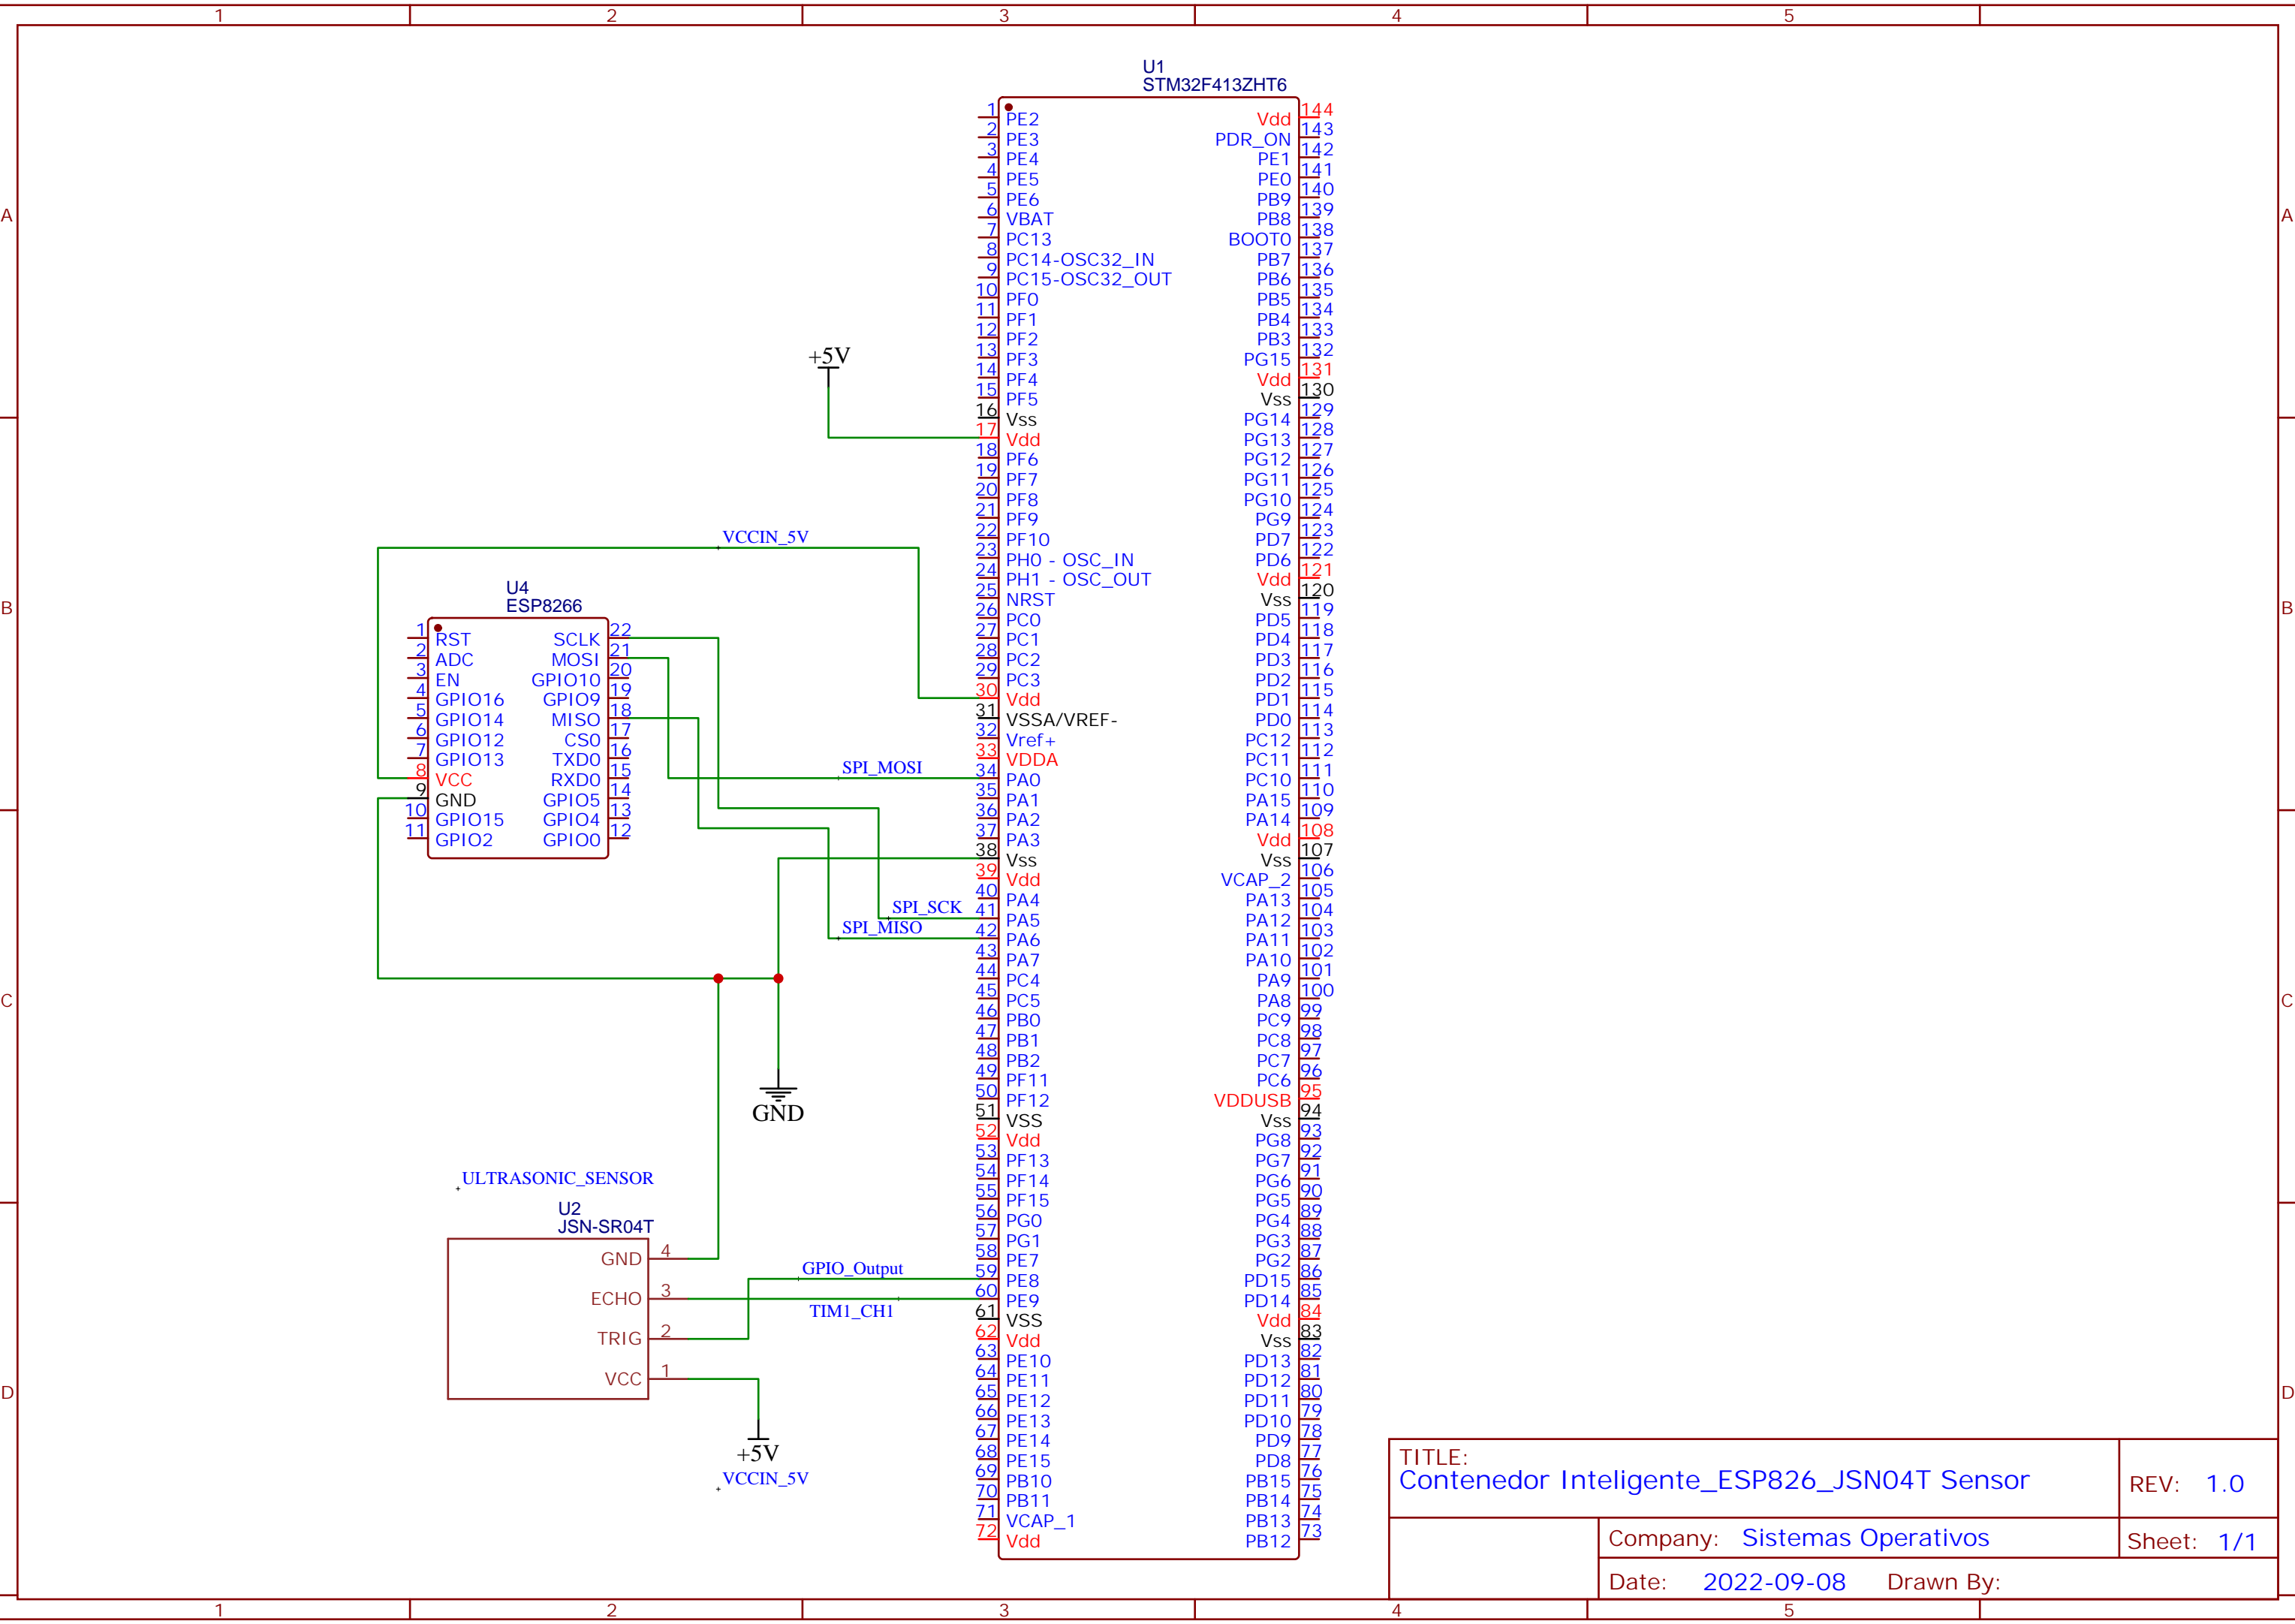 1 2 3 4 5
A A
B B
C C
D D
U1
STM32F413ZHT6
1 PE2 Vdd 144
2 PE3 PDR_ON 143
3 PE4 PE1 142
4 PE5 PE0 141
5 PE6 PB9 140
6 VBAT PB8 139
7 PC13 BOOT0 138
8 PC14-OSC32_IN PB7 137
9 PC15-OSC32_OUT PB6 136
10 PF0 PB5 135
11 PF1 PB4 134
12 PF2 PB3 133
13 PF3 PG15 132
14 PF4 Vdd 131
15 PF5 Vss 130
16 Vss PG14 129
17 Vdd PG13 128
18 PF6 PG12 127
19 PF7 PG11 126
20 PF8 PG10 125
21 PF9 PG9 124
22 PF10 PD7 123
23 PH0 - OSC_IN PD6 122
24 PH1 - OSC_OUT Vdd 121
25 NRST Vss 120
26 PC0 PD5 119
27 PC1 PD4 118
28 PC2 PD3 117
29 PC3 PD2 116
30 Vdd PD1 115
31 VSSA/VREF- PD0 114
32 Vref+ PC12 113
33 VDDA PC11 112
34 PA0 PC10 111
35 PA1 PA15 110
36 PA2 PA14 109
37 PA3 Vdd 108
38 Vss Vss 107
39 Vdd VCAP_2 106
40 PA4 PA13 105
41 PA5 PA12 104
42 PA6 PA11 103
43 PA7 PA10 102
44 PC4 PA9 101
45 PC5 PA8 100
46 PB0 PC9 99
47 PB1 PC8 98
48 PB2 PC7 97
49 PF11 PC6 96
50 PF12 VDDUSB 95
51 VSS Vss 94
52 Vdd PG8 93
53 PF13 PG7 92
54 PF14 PG6 91
55 PF15 PG5 90
56 PG0 PG4 89
57 PG1 PG3 88
58 PE7 PG2 87
59 PE8 PD15 86
60 PE9 PD14 85
61 VSS Vdd 84
62 Vdd Vss 83
63 PE10 PD13 82
64 PE11 PD12 81
65 PE12 PD11 80
66 PE13 PD10 79
67 PE14 PD9 78
68 PE15 PD8 77
69 PB10 PB15 76
70 PB11 PB14 75
71 VCAP_1 PB13 74
72 Vdd PB12 73
+5V
VCCIN_5V
U4
ESP8266
1 RST SCLK 22
2 ADC MOSI 21
3 EN GPIO10 20
4 GPIO16 GPIO9 19
5 GPIO14 MISO 18
6 GPIO12 CS0 17
7 GPIO13 TXD0 16
8 VCC RXD0 15
9 GND GPIO5 14
10 GPIO15 GPIO4 13
11 GPIO2 GPIO0 12
SPI_MOSI
SPI_SCK
SPI_MISO
GND
ULTRASONIC_SENSOR
U2
JSN-SR04T
GND 4
ECHO 3
TRIG 2
VCC 1
GPIO_Output
TIM1_CH1
+5V
VCCIN_5V
TITLE:
Contenedor Inteligente_ESP826_JSN04T Sensor
REV: 1.0
Company: Sistemas Operativos
Sheet: 1/1
Date: 2022-09-08 Drawn By:
1 2 3 4 5